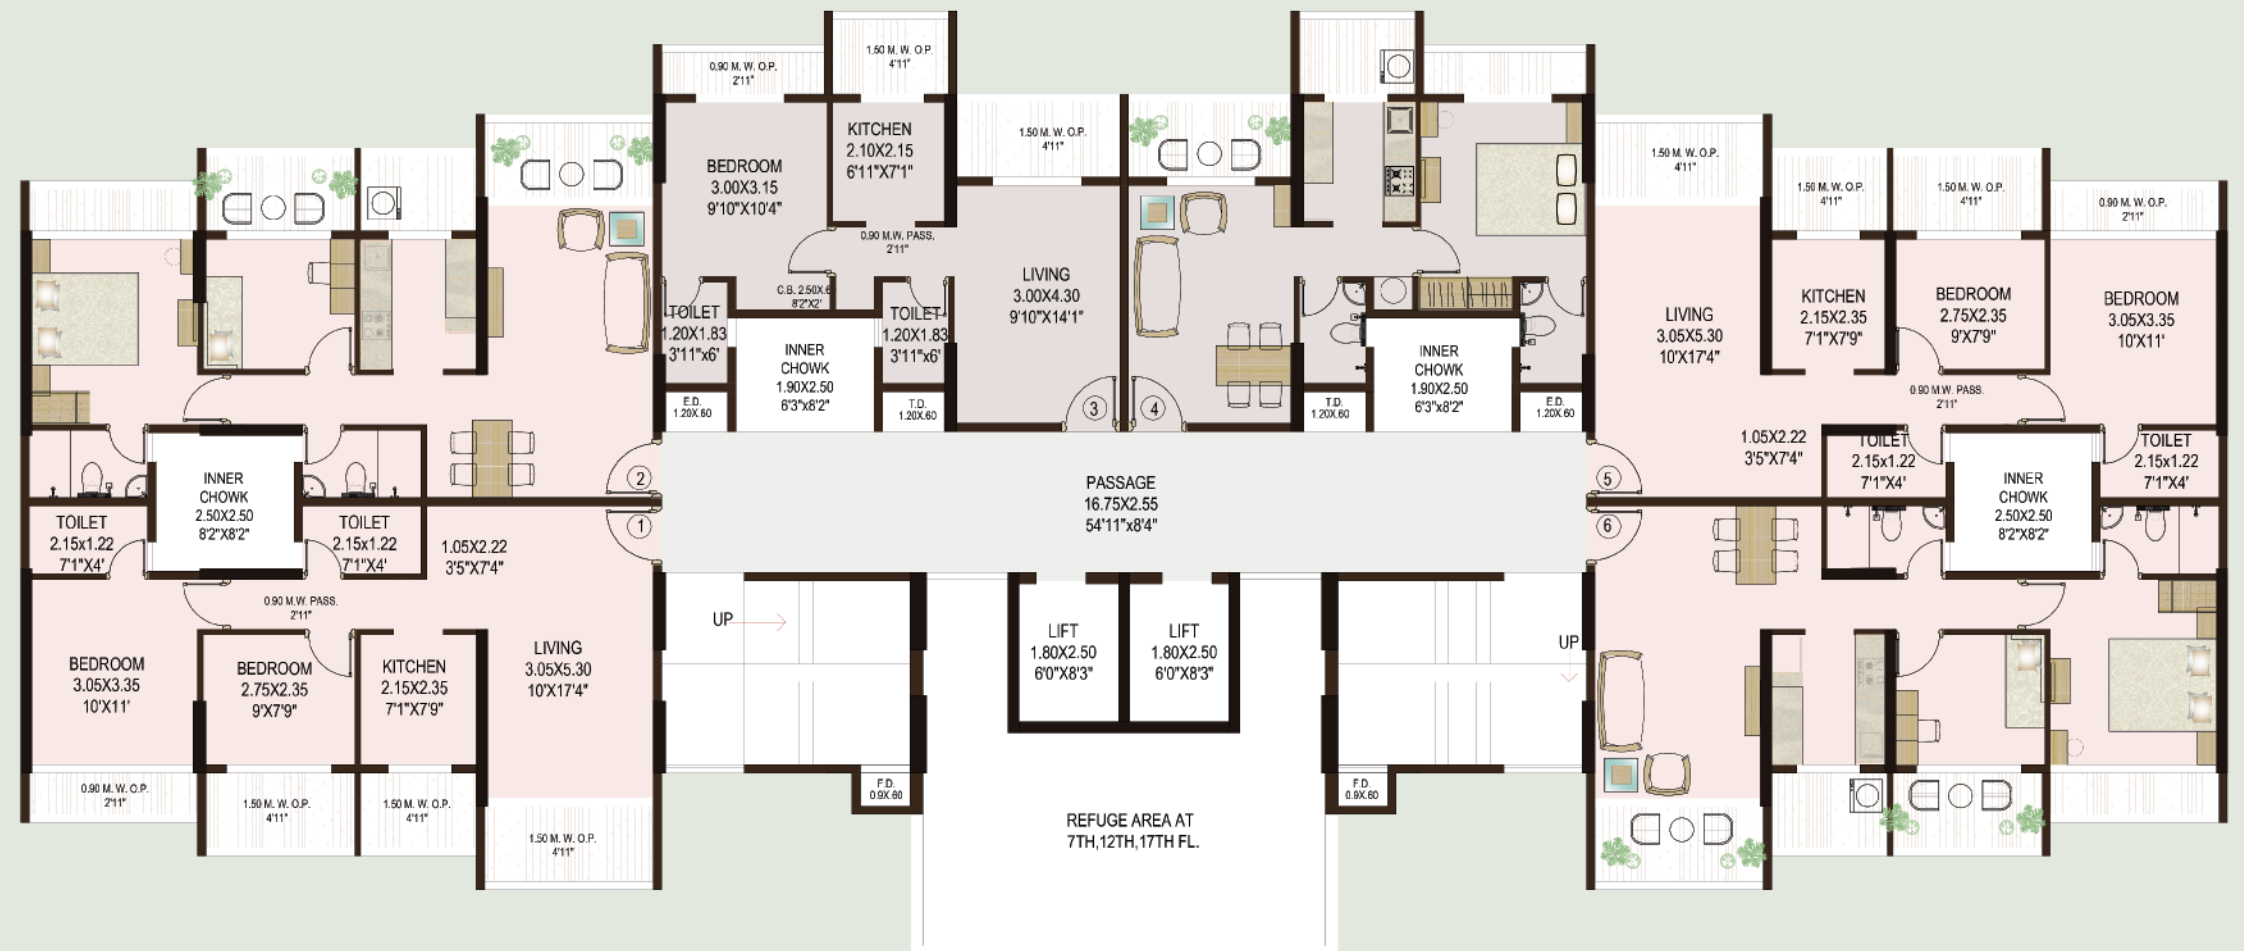 0.90 M. W. O.P.
2'11"
1.50 M. W. O.P.
4'11"
BEDROOM
3.00X3.15
9'10"X10'4"
KITCHEN
2.10X2.15
6'11"X7'1"
0.90 M.W. PASS.
2'11"
1.50 M. W. O.P.
4'11"
LIVING
3.00X4.30
9'10"X14'1"
C.B. 2.50X.6
8'2"X2'
TOILET
1.20X1.83
3'11"x6'
INNER
CHOWK
1.90X2.50
6'3"x8'2"
TOILET
1.20X1.83
3'11"x6'
E.D.
1.20X.60
T.D.
1.20X.60
3
4
T.D.
1.20X.60
INNER
CHOWK
1.90X2.50
6'3"x8'2"
E.D.
1.20X.60
1.50 M. W. O.P.
4'11"
1.50 M. W. O.P.
4'11"
1.50 M. W. O.P.
4'11"
0.90 M. W. O.P.
2'11"
LIVING
3.05X5.30
10'X17'4"
KITCHEN
2.15X2.35
7'1"X7'9"
BEDROOM
2.75X2.35
9'X7'9"
BEDROOM
3.05X3.35
10'X11'
0.90 M.W. PASS.
2'11"
1.05X2.22
3'5"X7'4"
TOILET
2.15x1.22
7'1"X4'
INNER
CHOWK
2.50X2.50
8'2"X8'2"
TOILET
2.15x1.22
7'1"X4'
INNER
CHOWK
2.50X2.50
8'2"X8'2"
2
1
PASSAGE
16.75X2.55
54'11"x8'4"
5
6
TOILET
2.15x1.22
7'1"X4'
TOILET
2.15x1.22
7'1"X4'
1.05X2.22
3'5"X7'4"
0.90 M.W. PASS.
2'11"
BEDROOM
3.05X3.35
10'X11'
BEDROOM
2.75X2.35
9'X7'9"
KITCHEN
2.15X2.35
7'1"X7'9"
LIVING
3.05X5.30
10'X17'4"
UP
LIFT
1.80X2.50
6'0"X8'3"
LIFT
1.80X2.50
6'0"X8'3"
UP
0.90 M. W. O.P.
2'11"
1.50 M. W. O.P.
4'11"
1.50 M. W. O.P.
4'11"
1.50 M. W. O.P.
4'11"
F.D.
0.9X.60
F.D.
0.9X.60
REFUGE AREA AT
7TH,12TH,17TH FL.